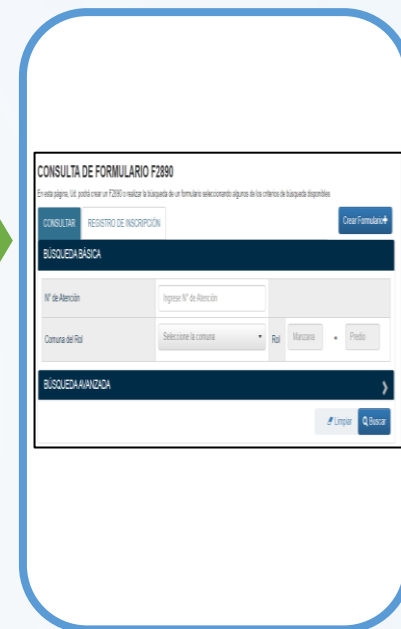 CONSULTA DE FORMULARIO F2890
En esta página, Ud. podrá crear un F2890 o realizar la búsqueda de un formulario seleccionando algunos de los criterios de búsqueda disponibles
CONSULTAR REGISTRO DE INSCRIPCIÓN Crear Formulario+
BÚSQUEDA BÁSICA
N° de Atención Ingrese N° de Atención
Comuna del Rol Seleccione la comuna Rol Manzana - Predio
BÚSQUEDA AVANZADA
Limpiar Buscar